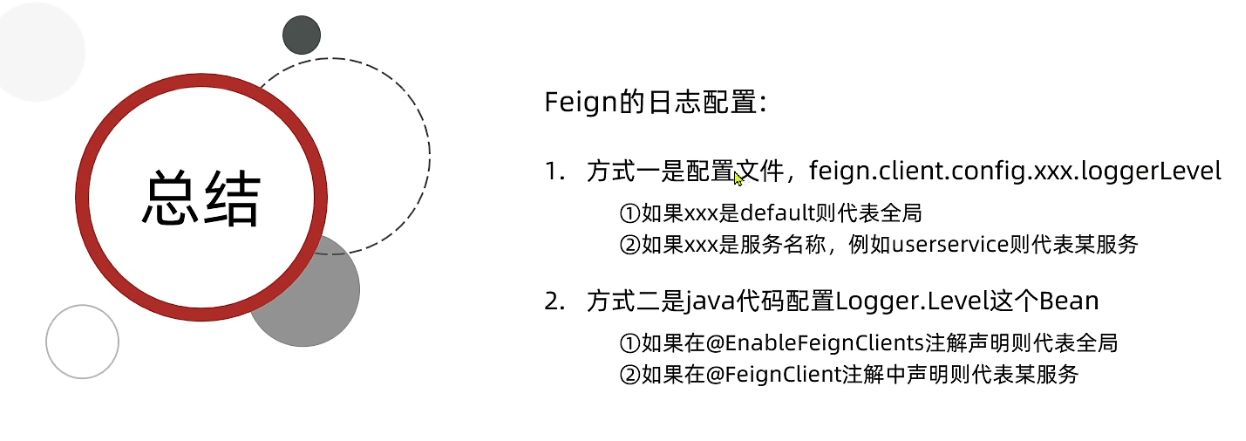 总结
Feign的日志配置：
1. 方式一是配置文件，feign.client.config.xxx.loggerLevel
①如果xxx是default则代表全局
②如果xxx是服务名称，例如userservice则代表某服务
2. 方式二是java代码配置Logger.Level这个Bean
①如果在@EnableFeignClients注解声明则代表全局
②如果在@FeignClient注解中声明则代表某服务